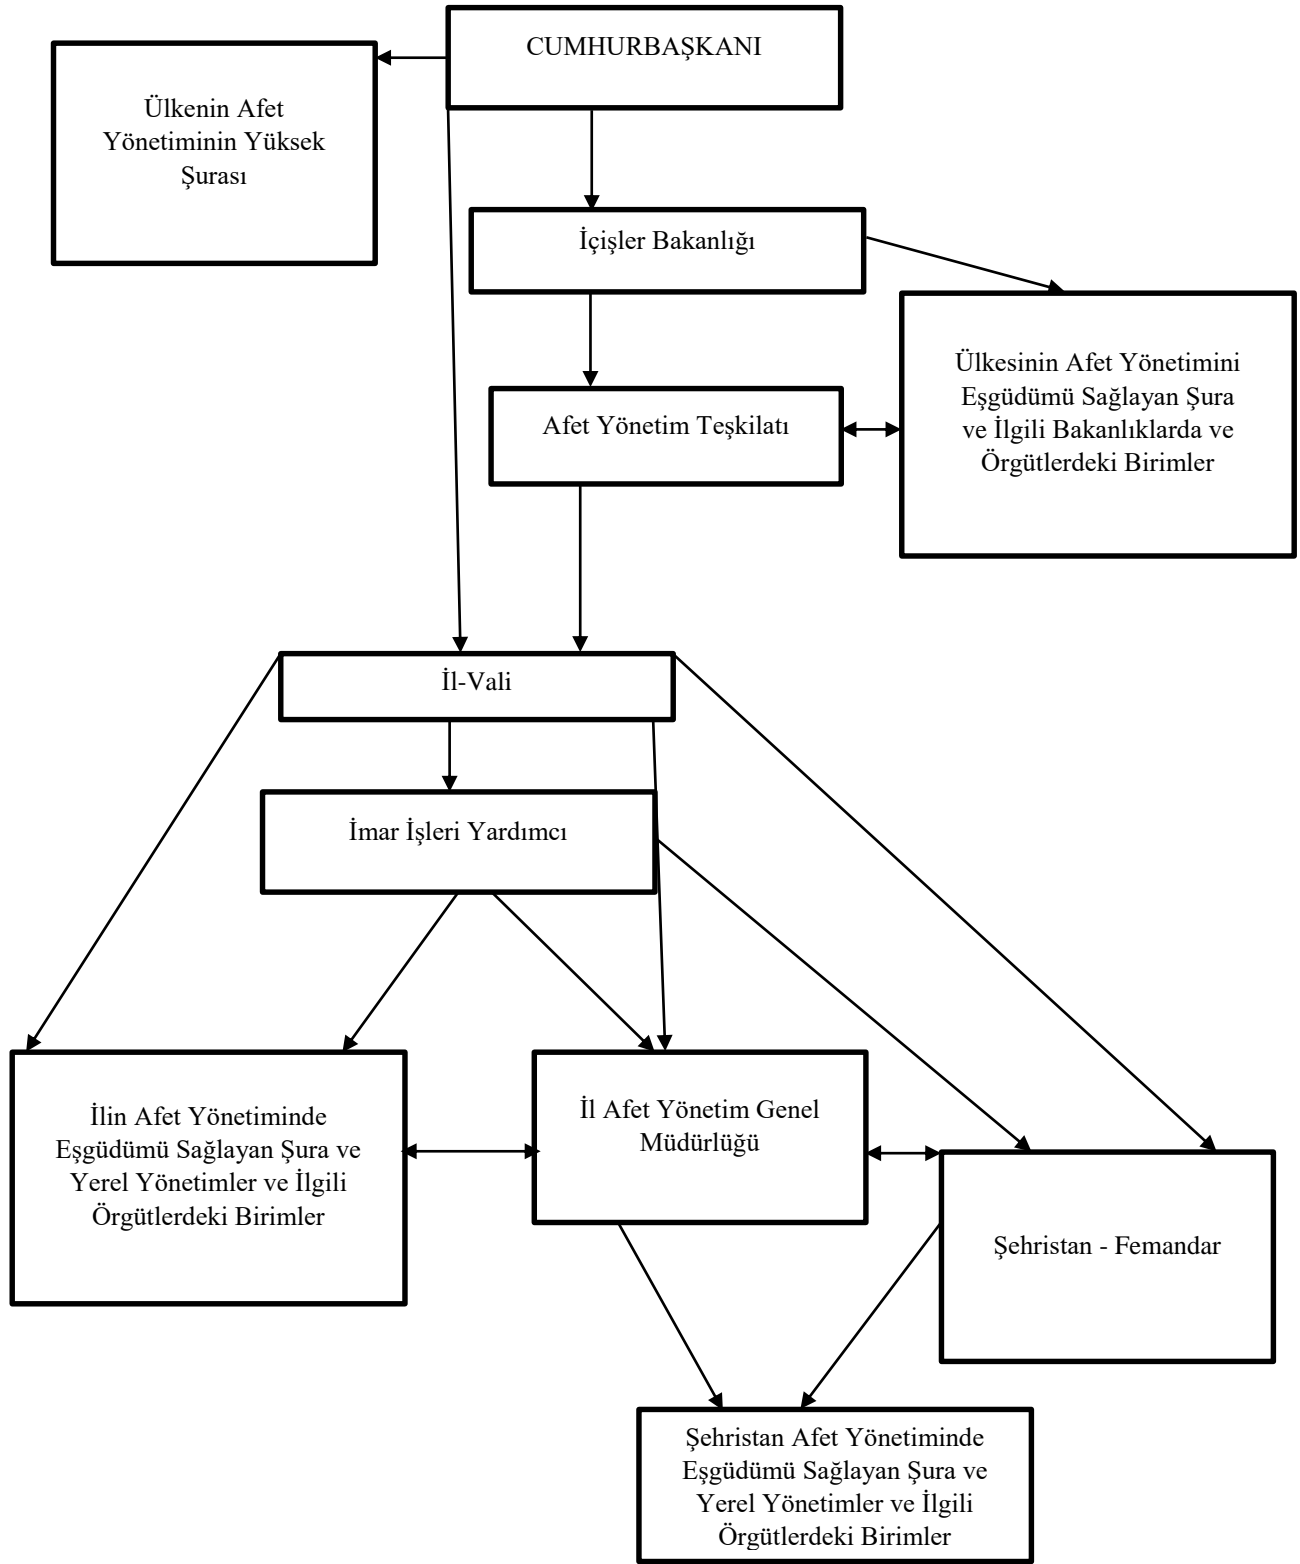 CUMHURBAŞKANI
Ülkenin Afet
Yönetiminin Yüksek
Şurası
İçişler Bakanlığı
Ülkesinin Afet Yönetimini
Eşgüdümü Sağlayan Şura
ve İlgili Bakanlıklarda ve
Örgütlerdeki Birimler
Afet Yönetim Teşkilatı
İl-Vali
İmar İşleri Yardımcı
İlin Afet Yönetiminde
Eşgüdümü Sağlayan Şura ve
Yerel Yönetimler ve İlgili
Örgütlerdeki Birimler
İl Afet Yönetim Genel
Müdürlüğü
Şehristan - Femandar
Şehristan Afet Yönetiminde
Eşgüdümü Sağlayan Şura ve
Yerel Yönetimler ve İlgili
Örgütlerdeki Birimler